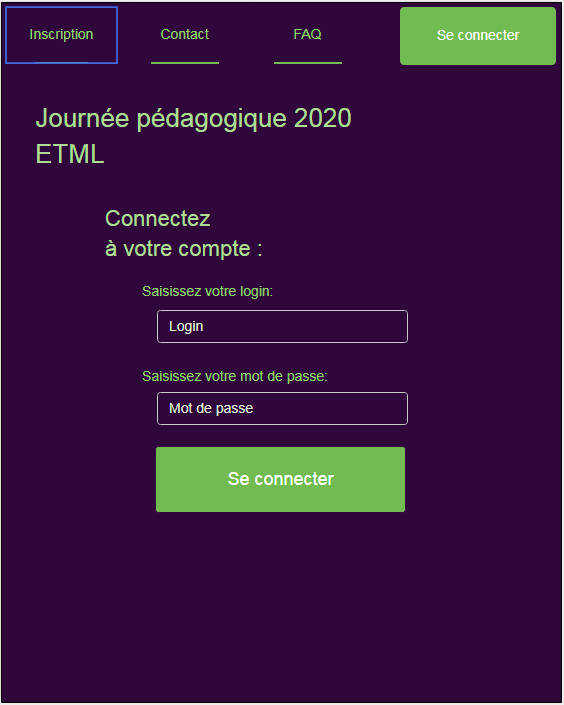 Inscription
Contact
FAQ
Se connecter
Journée pédagogique 2020
ETML
Connectez
à votre compte :
Saisissez votre login:
Login
Saisissez votre mot de passe:
Mot de passe
Se connecter